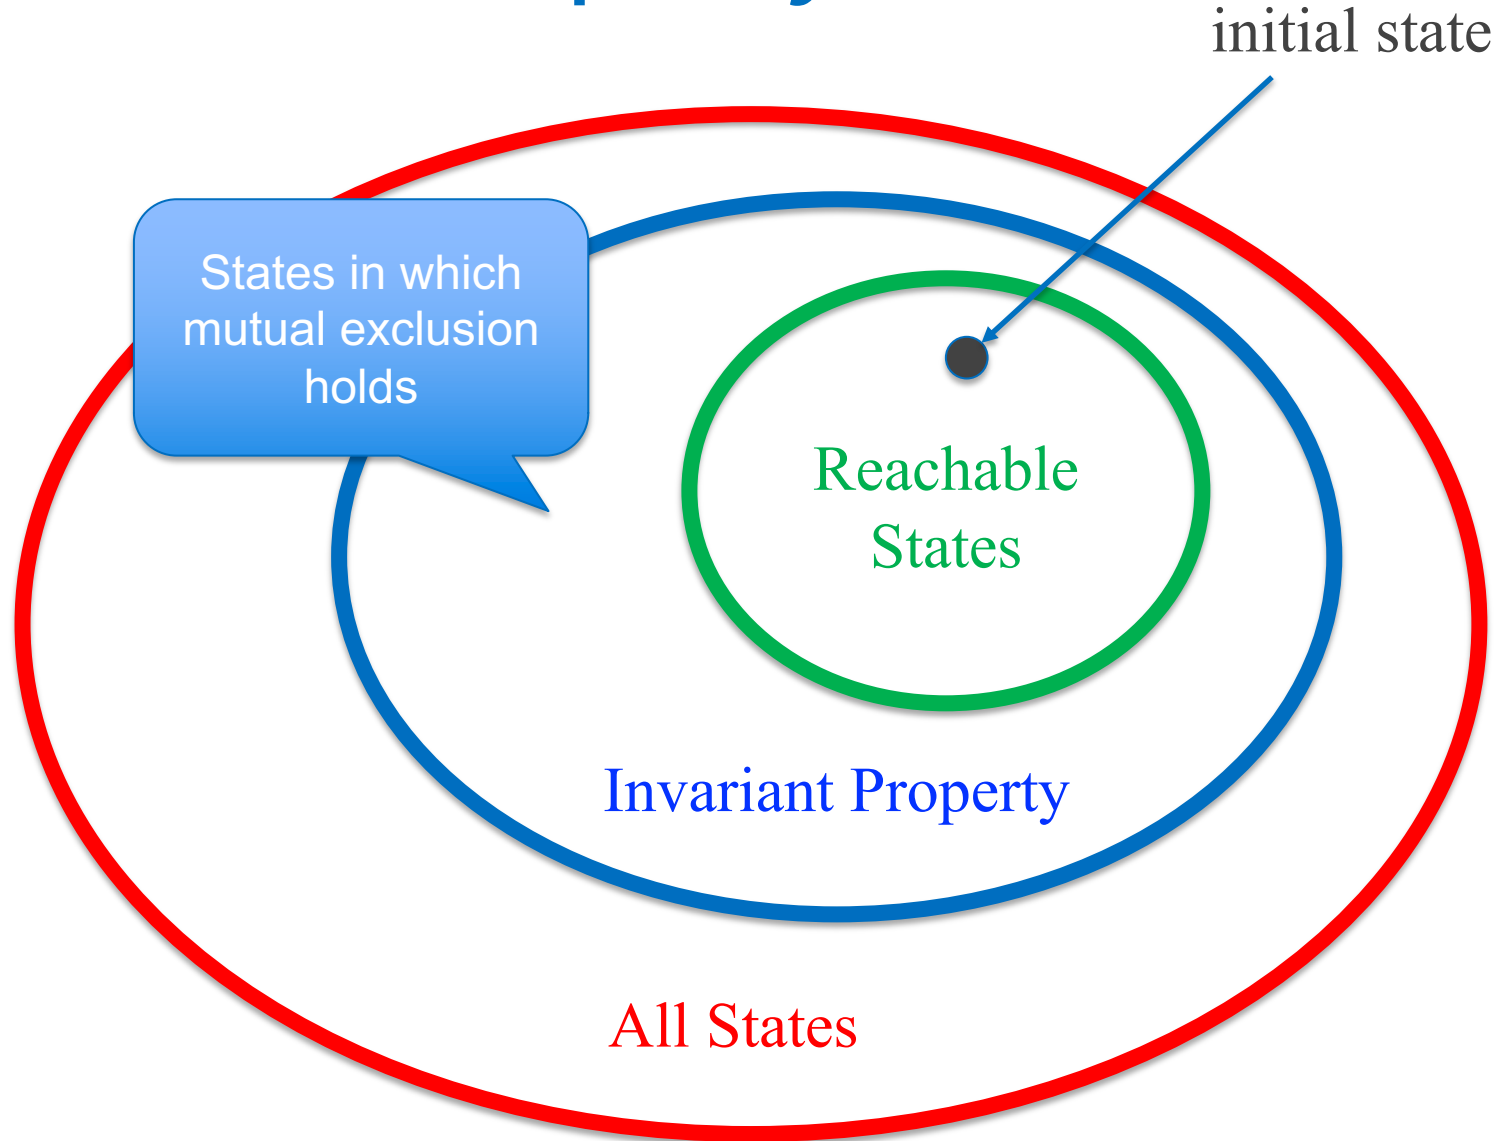 initial state
States in which
mutual exclusion
holds
Reachable
States
Invariant Property
All States